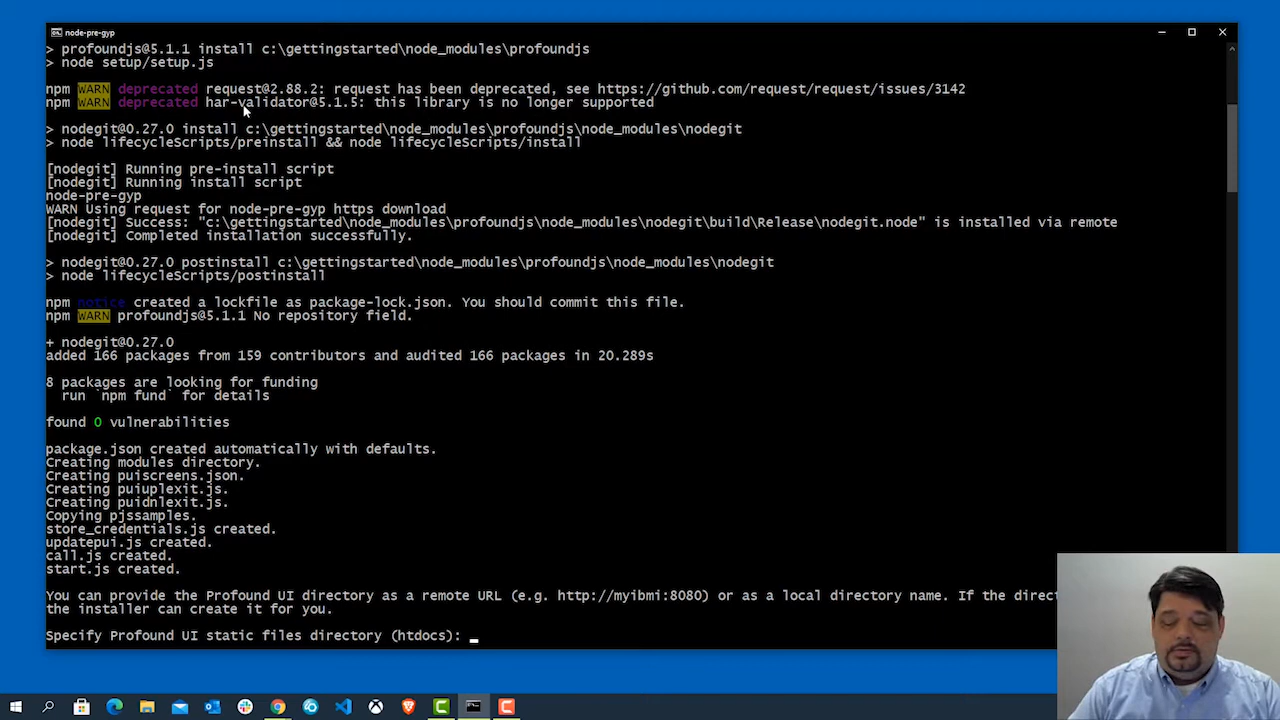 node-pre-gyp
> profoundjs@5.1.1 install c:\gettingstarted\node_modules\profoundjs
> node setup/setup.js
npm WARN deprecated request@2.88.2: request has been deprecated, see https://github.com/request/request/issues/3142
npm WARN deprecated har-validator@5.1.5: this library is no longer supported
> nodegit@0.27.0 install c:\gettingstarted\node_modules\profoundjs\node_modules\nodegit
> node lifecycleScripts/preinstall && node lifecycleScripts/install
[nodegit] Running pre-install script
[nodegit] Running install script
node-pre-gyp
WARN Using request for node-pre-gyp https download
[nodegit] Success: "c:\gettingstarted\node_modules\profoundjs\node_modules\nodegit\build\Release\nodegit.node" is installed via remote
[nodegit] Completed installation successfully.
> nodegit@0.27.0 postinstall c:\gettingstarted\node_modules\profoundjs\node_modules\nodegit
> node lifecycleScripts/postinstall
npm notice created a lockfile as package-lock.json. You should commit this file.
npm WARN profoundjs@5.1.1 No repository field.
+ nodegit@0.27.0
added 166 packages from 159 contributors and audited 166 packages in 20.289s
8 packages are looking for funding
run `npm fund` for details
found 0 vulnerabilities
package.json created automatically with defaults.
Creating modules directory.
Creating puiscreens.json.
Creating puiuplexit.js.
Creating puidnlexit.js.
Copying pjssamples.
store_credentials.js created.
updatepui.js created.
call.js created.
start.js created.
You can provide the Profound UI directory as a remote URL (e.g. http://myibmi:8080) or as a local directory name. If the
the installer can create it for you.
Specify Profound UI static files directory (htdocs):